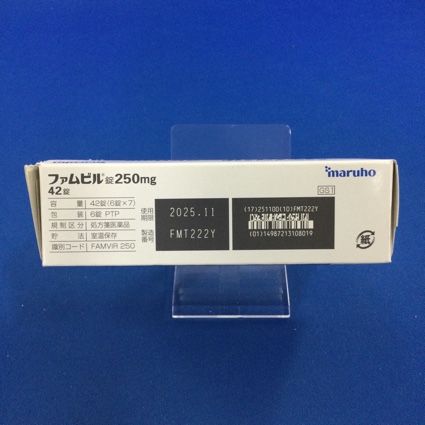 maruho
ファムビル錠250mg
42錠
GS1
容量 42錠(6錠×7)
包装 6錠 PTP
規制区分 処方箋医薬品
貯法 室温保存
識別コード FAMVIR 250
使用期限 2025.11
製造番号 FMT222Y
(17)251100(10)FMT222Y
(01)14987213108019
紙